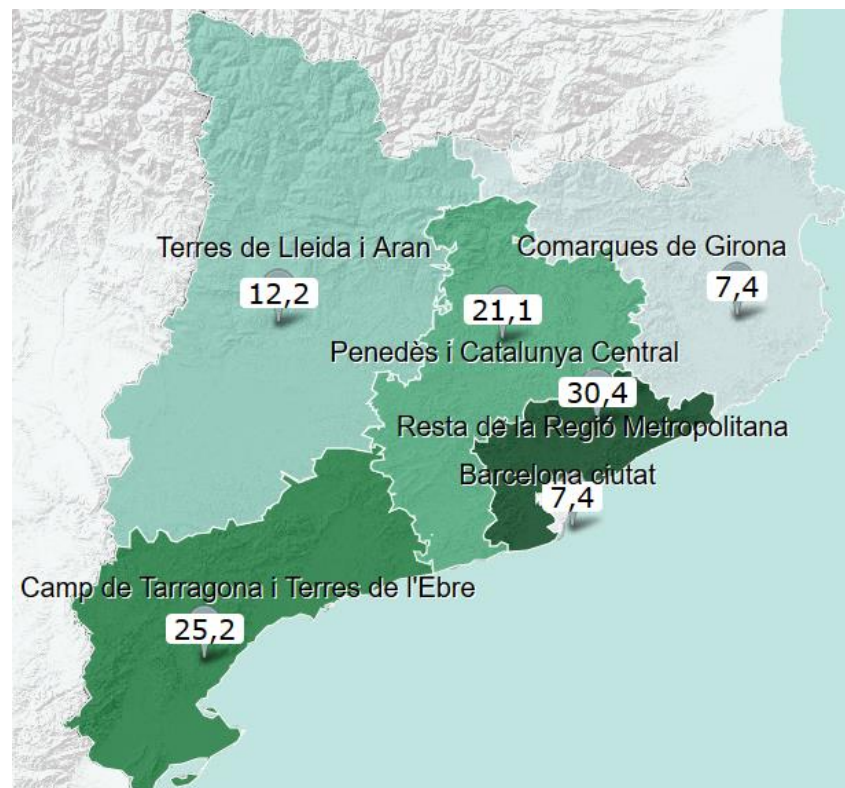 Terres de Lleida i Aran
12,2
Comarques de Girona
7,4
21,1
Penedès i Catalunya Central
30,4
Resta de la Regió Metropolitana
Barcelona ciutat
7,4
Camp de Tarragona i Terres de l'Ebre
25,2